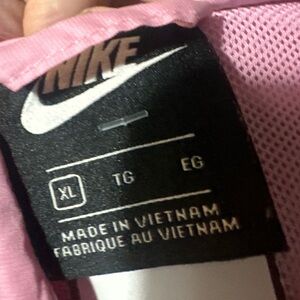 NIKE
XL TG EG
MADE IN VIETNAM
FABRIQUE AU VIETNAM